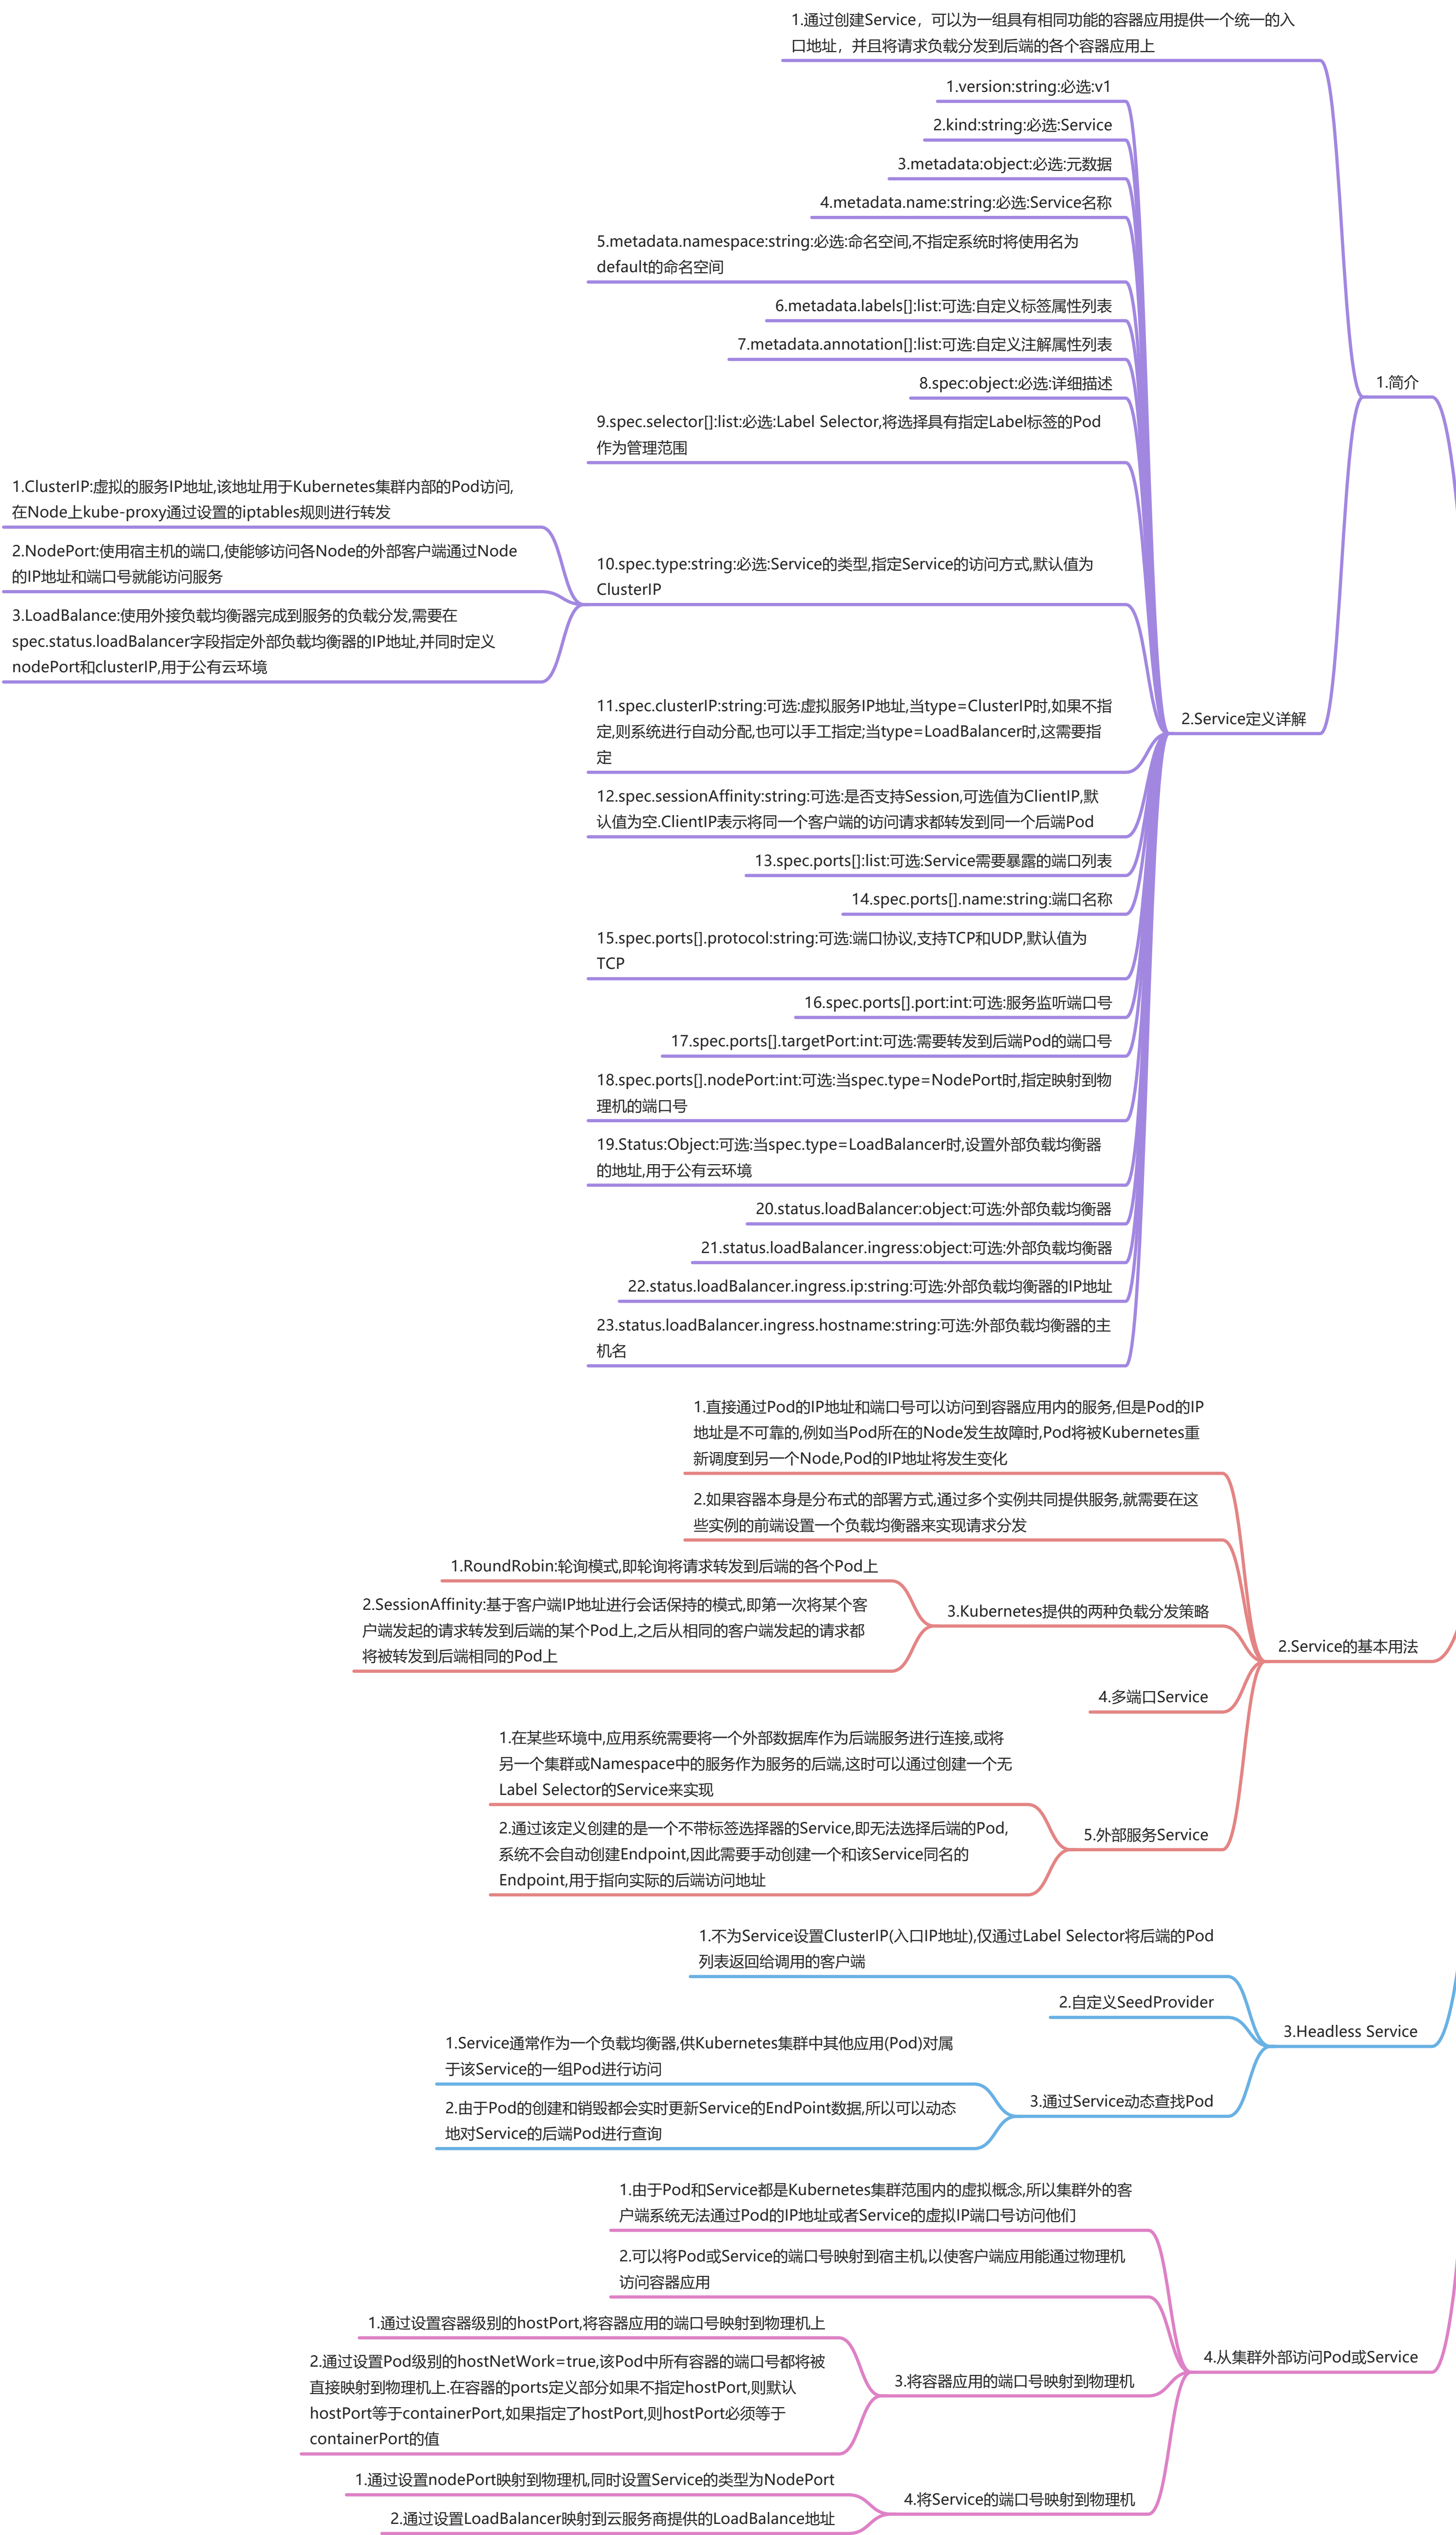 1.通过创建Service，可以为一组具有相同功能的容器应用提供一个统一的入
口地址，并且将请求负载分发到后端的各个容器应用上
1.version:string:必选:v1
2.kind:string:必选:Service
3.metadata:object:必选:元数据
4.metadata.name:string:必选:Service名称
5.metadata.namespace:string:必选:命名空间,不指定系统时将使用名为
default的命名空间
6.metadata.labels[]:list:可选:自定义标签属性列表
7.metadata.annotation[]:list:可选:自定义注解属性列表
8.spec:object:必选:详细描述
1.简介
9.spec.selector[]:list:必选:Label Selector,将选择具有指定Label标签的Pod
作为管理范围
1.ClusterIP:虚拟的服务IP地址,该地址用于Kubernetes集群内部的Pod访问,
在Node上kube-proxy通过设置的iptables规则进行转发
2.NodePort:使用宿主机的端口,使能够访问各Node的外部客户端通过Node
的IP地址和端口号就能访问服务
3.LoadBalance:使用外接负载均衡器完成到服务的负载分发,需要在
spec.status.loadBalancer字段指定外部负载均衡器的IP地址,并同时定义
nodePort和clusterIP,用于公有云环境
10.spec.type:string:必选:Service的类型,指定Service的访问方式,默认值为
ClusterIP
11.spec.clusterIP:string:可选:虚拟服务IP地址,当type=ClusterIP时,如果不指
定,则系统进行自动分配,也可以手工指定;当type=LoadBalancer时,这需要指
定
2.Service定义详解
12.spec.sessionAffinity:string:可选:是否支持Session,可选值为ClientIP,默
认值为空.ClientIP表示将同一个客户端的访问请求都转发到同一个后端Pod
13.spec.ports[]:list:可选:Service需要暴露的端口列表
14.spec.ports[].name:string:端口名称
15.spec.ports[].protocol:string:可选:端口协议,支持TCP和UDP,默认值为
TCP
16.spec.ports[].port:int:可选:服务监听端口号
17.spec.ports[].targetPort:int:可选:需要转发到后端Pod的端口号
18.spec.ports[].nodePort:int:可选:当spec.type=NodePort时,指定映射到物
理机的端口号
19.Status:Object:可选:当spec.type=LoadBalancer时,设置外部负载均衡器
的地址,用于公有云环境
20.status.loadBalancer:object:可选:外部负载均衡器
21.status.loadBalancer.ingress:object:可选:外部负载均衡器
22.status.loadBalancer.ingress.ip:string:可选:外部负载均衡器的IP地址
23.status.loadBalancer.ingress.hostname:string:可选:外部负载均衡器的主
机名
1.直接通过Pod的IP地址和端口号可以访问到容器应用内的服务,但是Pod的IP
地址是不可靠的,例如当Pod所在的Node发生故障时,Pod将被Kubernetes重
新调度到另一个Node,Pod的IP地址将发生变化
2.如果容器本身是分布式的部署方式,通过多个实例共同提供服务,就需要在这
些实例的前端设置一个负载均衡器来实现请求分发
1.RoundRobin:轮询模式,即轮询将请求转发到后端的各个Pod上
2.SessionAffinity:基于客户端IP地址进行会话保持的模式,即第一次将某个客
户端发起的请求转发到后端的某个Pod上,之后从相同的客户端发起的请求都
将被转发到后端相同的Pod上
3.Kubernetes提供的两种负载分发策略
2.Service的基本用法
4.多端口Service
1.在某些环境中,应用系统需要将一个外部数据库作为后端服务进行连接,或将
另一个集群或Namespace中的服务作为服务的后端,这时可以通过创建一个无
Label Selector的Service来实现
2.通过该定义创建的是一个不带标签选择器的Service,即无法选择后端的Pod,
系统不会自动创建Endpoint,因此需要手动创建一个和该Service同名的
Endpoint,用于指向实际的后端访问地址
5.外部服务Service
1.不为Service设置ClusterIP(入口IP地址),仅通过Label Selector将后端的Pod
列表返回给调用的客户端
2.自定义SeedProvider
3.Headless Service
1.Service通常作为一个负载均衡器,供Kubernetes集群中其他应用(Pod)对属
于该Service的一组Pod进行访问
2.由于Pod的创建和销毁都会实时更新Service的EndPoint数据,所以可以动态
地对Service的后端Pod进行查询
3.通过Service动态查找Pod
1.由于Pod和Service都是Kubernetes集群范围内的虚拟概念,所以集群外的客
户端系统无法通过Pod的IP地址或者Service的虚拟IP端口号访问他们
2.可以将Pod或Service的端口号映射到宿主机,以使客户端应用能通过物理机
访问容器应用
1.通过设置容器级别的hostPort,将容器应用的端口号映射到物理机上
2.通过设置Pod级别的hostNetWork=true,该Pod中所有容器的端口号都将被
直接映射到物理机上.在容器的ports定义部分如果不指定hostPort,则默认
hostPort等于containerPort,如果指定了hostPort,则hostPort必须等于
containerPort的值
3.将容器应用的端口号映射到物理机
4.从集群外部访问Pod或Service
1.通过设置nodePort映射到物理机,同时设置Service的类型为NodePort
2.通过设置LoadBalancer映射到云服务商提供的LoadBalance地址
4.将Service的端口号映射到物理机